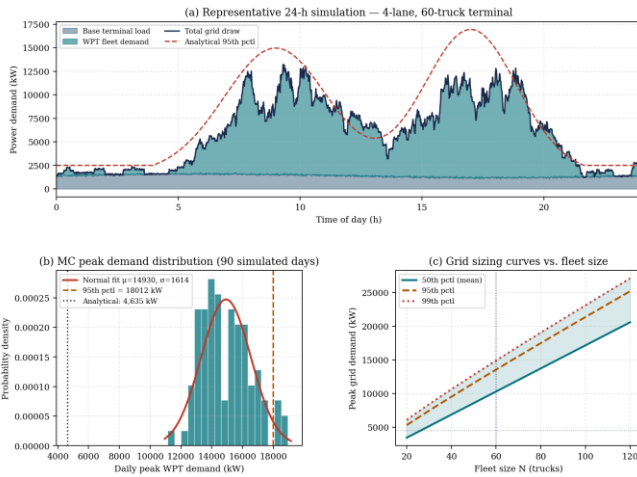 (a) Representative 24-h simulation — 4-lane, 60-truck terminal
Base terminal load
WPT fleet demand
Total grid draw
Analytical 95th pctl
Power demand (kW)
17500
15000
12500
10000
7500
5000
2500
0
0
5
10
15
20
Time of day (h)
(b) MC peak demand distribution (90 simulated days)
Normal fit μ=14930, σ=1614
95th pctl = 18012 kW
Analytical: 4,635 kW
Probability density
0.00025
0.00020
0.00015
0.00010
0.00005
0.00000
4000 6000 8000 10000 12000 14000 16000 18000
Daily peak WPT demand (kW)
(c) Grid sizing curves vs. fleet size
50th pctl (mean)
95th pctl
99th pctl
Peak grid demand (kW)
25000
20000
15000
10000
5000
20 40 60 80 100 120
Fleet size N (trucks)